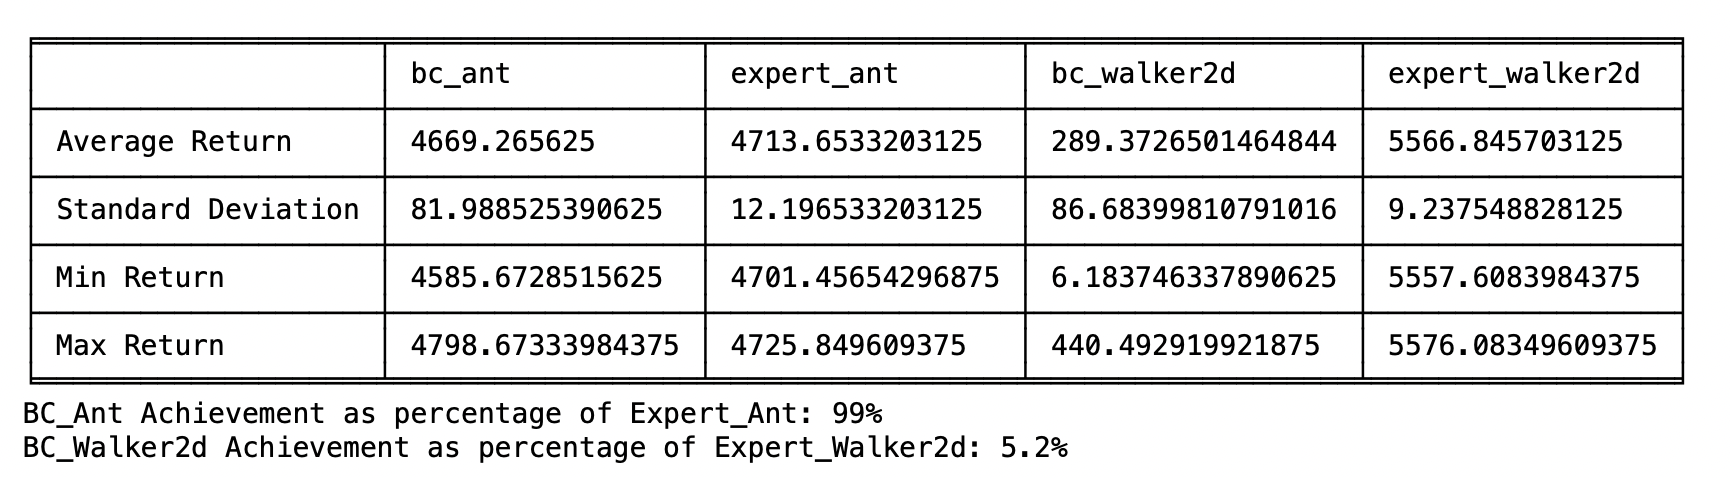 bc_ant expert_ant bc_walker2d expert_walker2d
Average Return 4669.265625 4713.6533203125 289.3726501464844 5566.845703125
Standard Deviation 81.988525390625 12.196533203125 86.68399810791016 9.237548828125
Min Return 4585.6728515625 4701.45654296875 6.183746337890625 5557.6083984375
Max Return 4798.67333984375 4725.849609375 440.492919921875 5576.08349609375
BC_Ant Achievement as percentage of Expert_Ant: 99%
BC_Walker2d Achievement as percentage of Expert_Walker2d: 5.2%